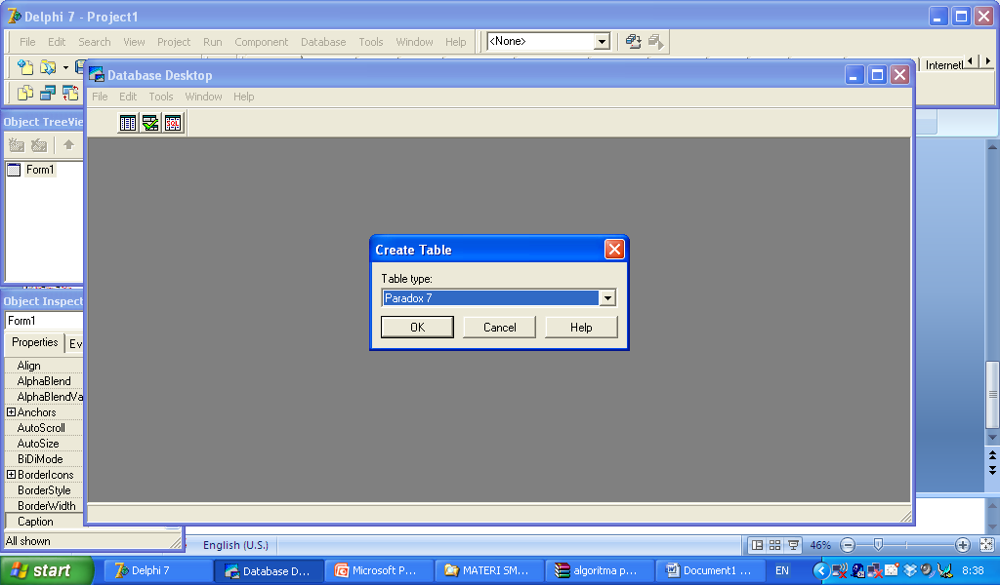 Delphi 7 - Project1
File Edit Search View Project Run Component Database Tools Window Help
<None>
Database Desktop
File Edit Tools Window Help
Object TreeVie
Form1
Create Table
Table type:
Paradox 7
OK Cancel Help
Object Inspect
Form1
Properties Ev
Align
AlphaBlend
AlphaBlendVa
Anchors
AutoScroll
AutoSize
BiDiMode
BorderIcons
BorderStyle
BorderWidth
Caption
All shown
English (U.S.)
46%
start
Delphi 7
Database D...
Microsoft P...
MATERI SM...
algoritma p...
Document1 ...
EN
8:38